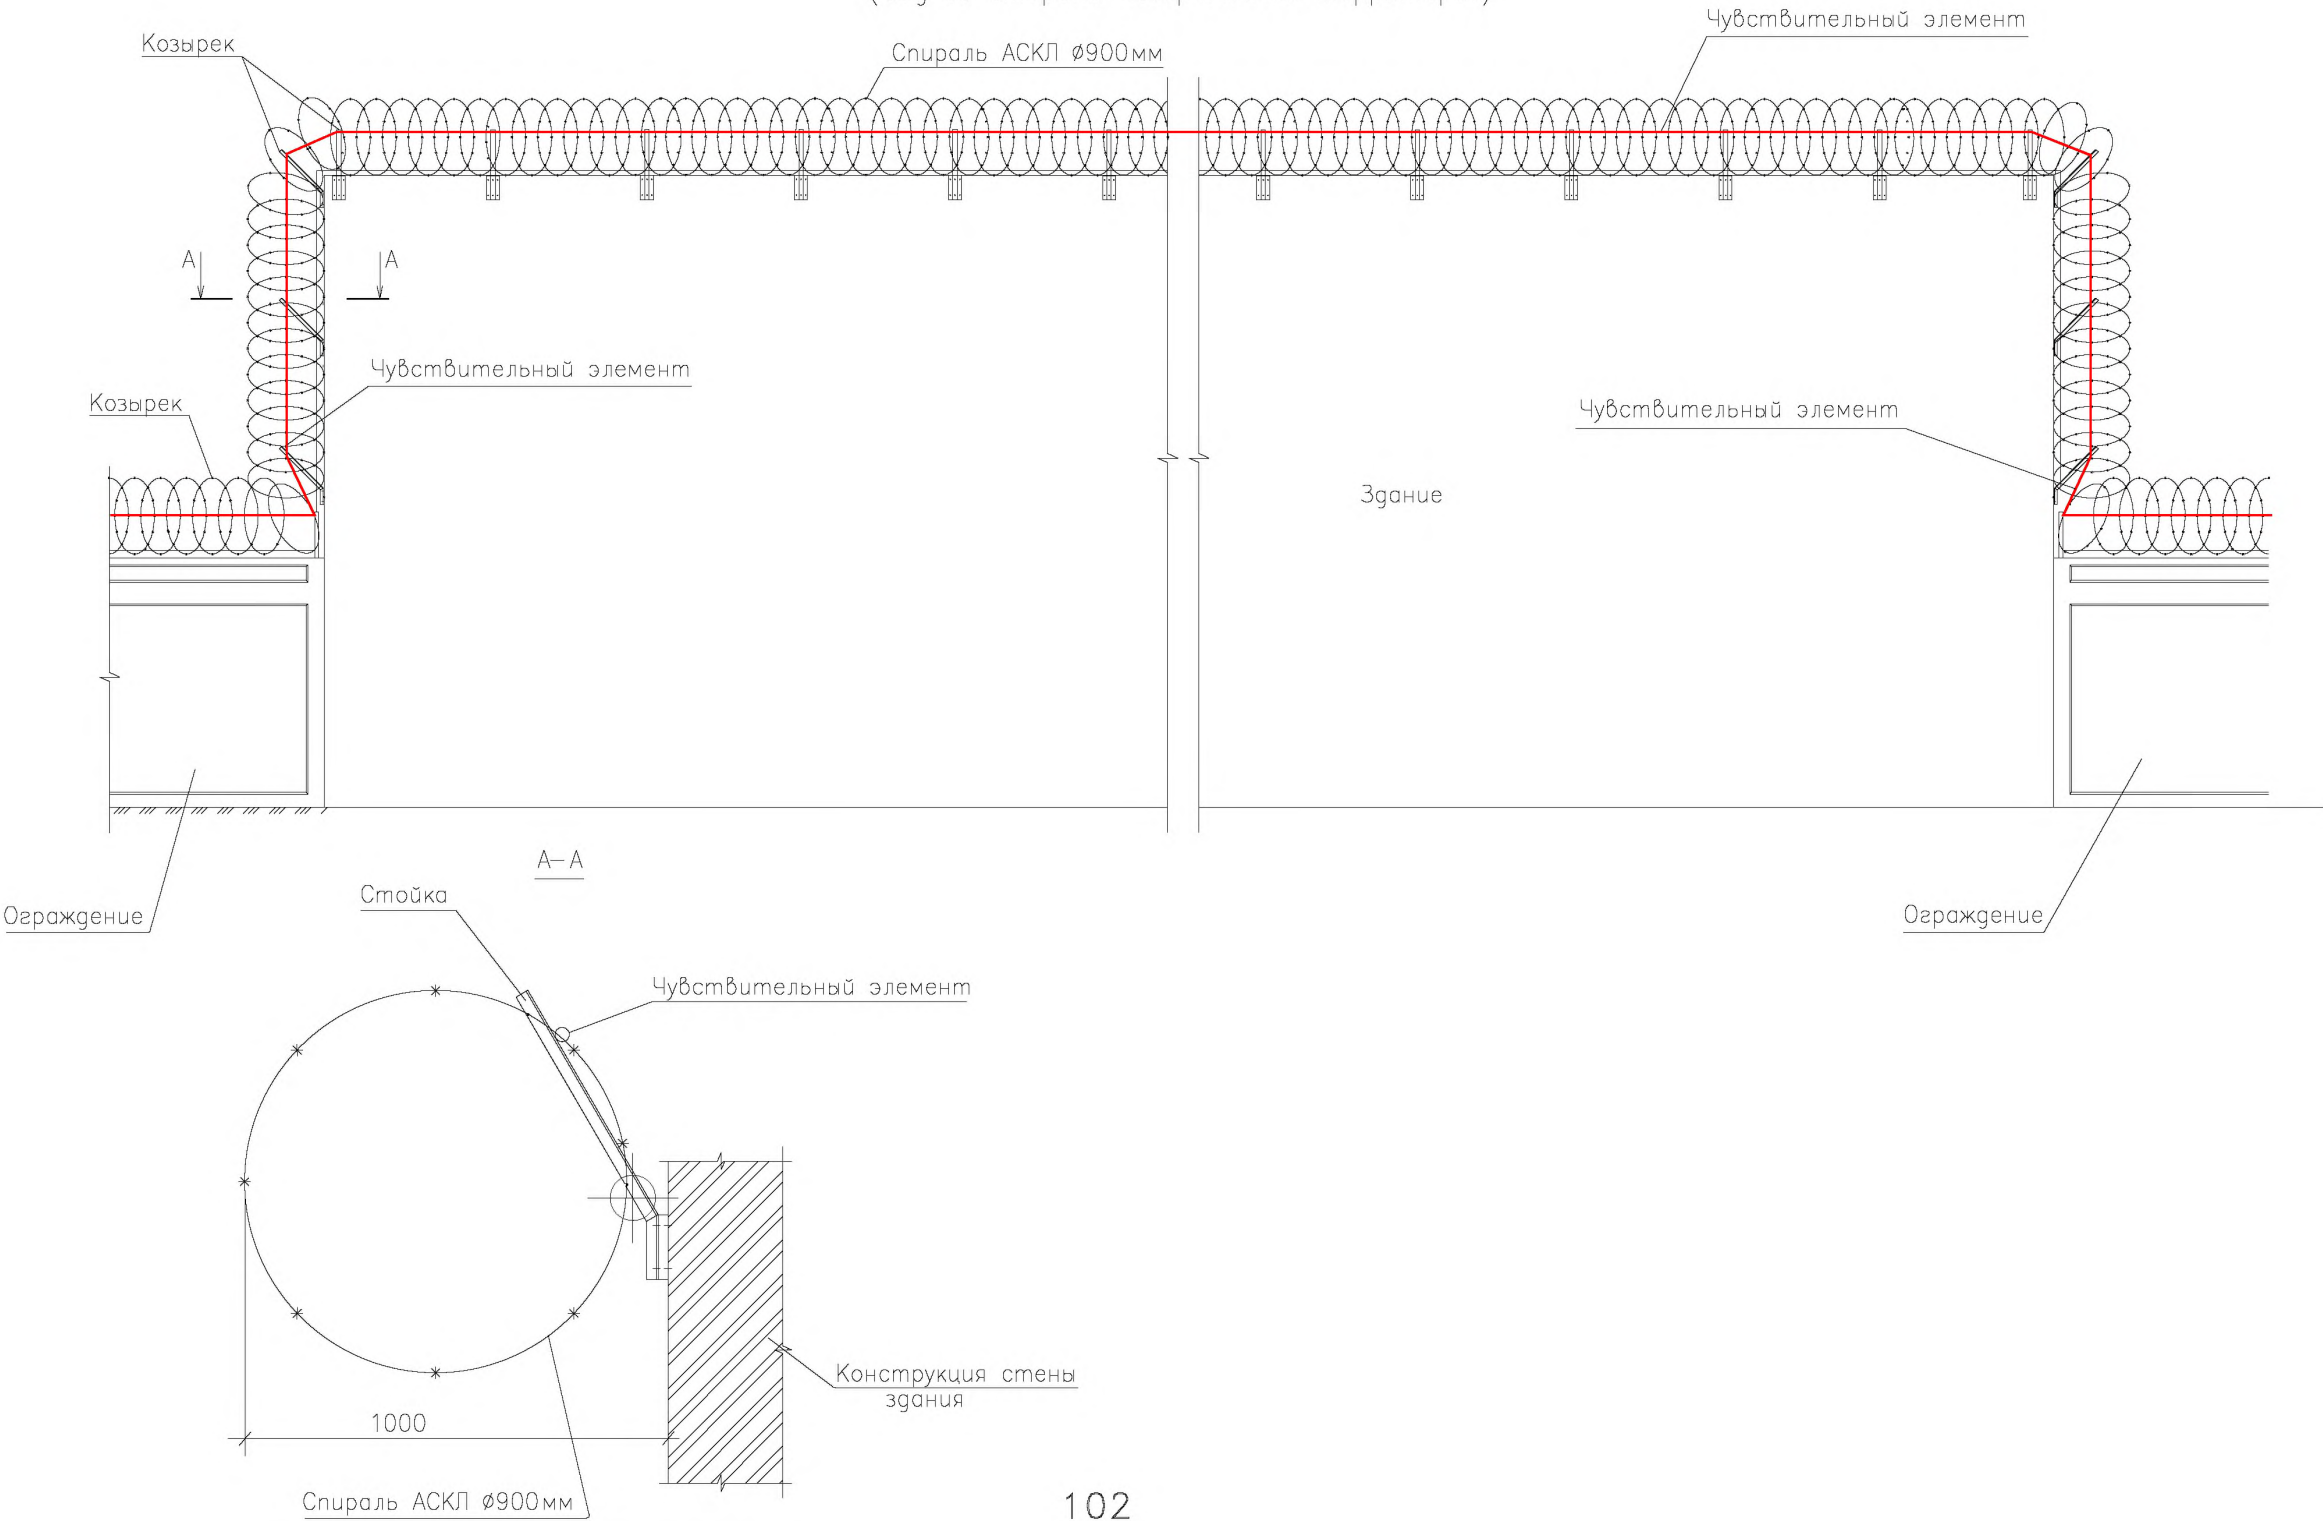 Чувствительный элемент
Козырек
Спираль АСКЛ Ø900мм
А
А
Чувствительный элемент
Козырек
Чувствительный элемент
Здание
А–А
Стойка
Ограждение
Ограждение
Чувствительный элемент
Конструкция стены
здания
1000
Спираль АСКЛ Ø900мм
102